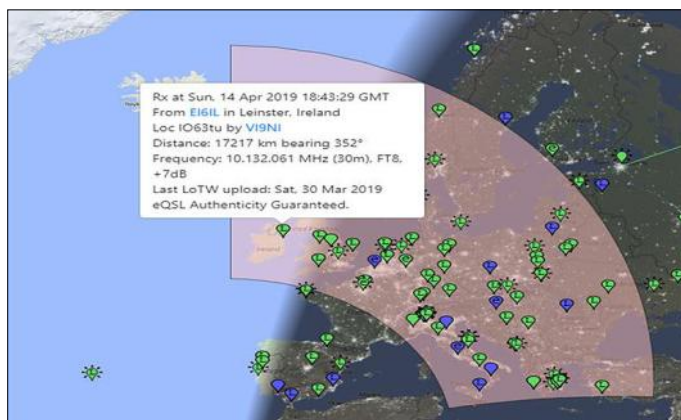 Rx at Sun, 14 Apr 2019 18:43:29 GMT
From EI6IL in Leinster, Ireland
Loc IO63tu by VI9NI
Distance: 17217 km bearing 352°
Frequency: 10.132.061 MHz (30m), FT8,
+7dB
Last LoTW upload: Sat, 30 Mar 2019
eQSL Authenticity Guaranteed.
Ireland